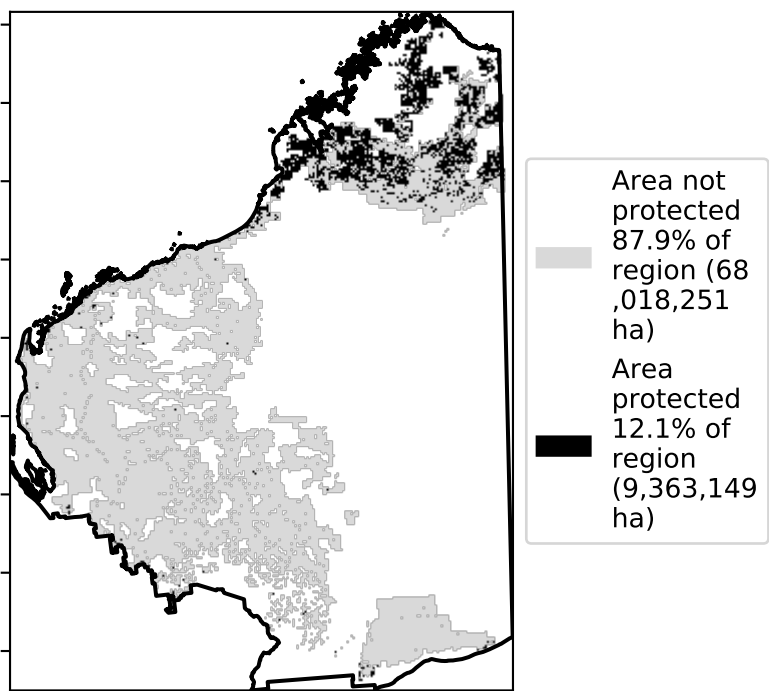 Area not
protected
87.9% of
region (68
,018,251
ha)
Area
protected
12.1% of
region
(9,363,149
ha)